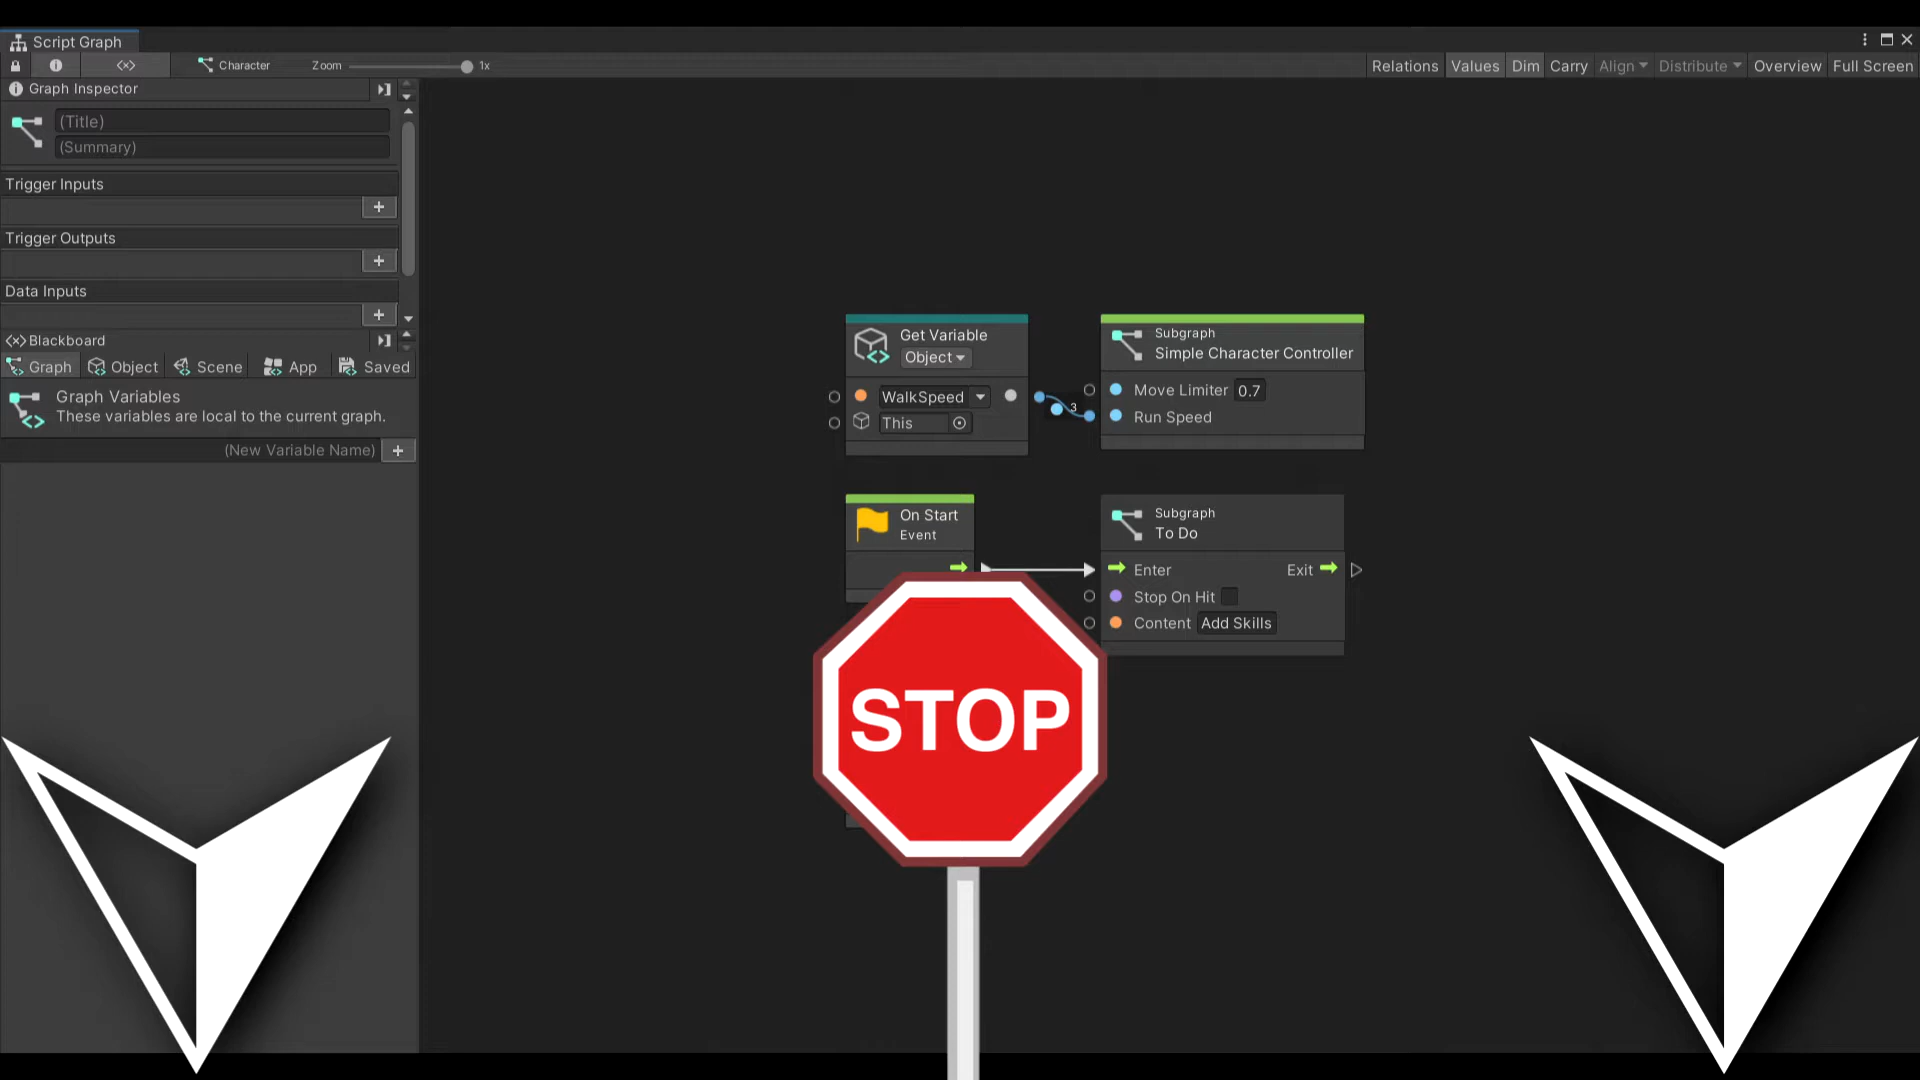 Script Graph
Character
Zoom
1x
Relations
Values
Dim
Carry
Align
Distribute
Overview
Full Screen
Graph Inspector
(Title)
(Summary)
Trigger Inputs
+
Trigger Outputs
+
Data Inputs
+
Blackboard
Graph
Object
Scene
App
Saved
Graph Variables
These variables are local to the current graph.
(New Variable Name) +
Get Variable
Object
WalkSpeed
This
3
Subgraph
Simple Character Controller
Move Limiter 0.7
Run Speed
On Start
Event
Subgraph
To Do
Enter Exit
Stop On Hit
Content Add Skills
STOP